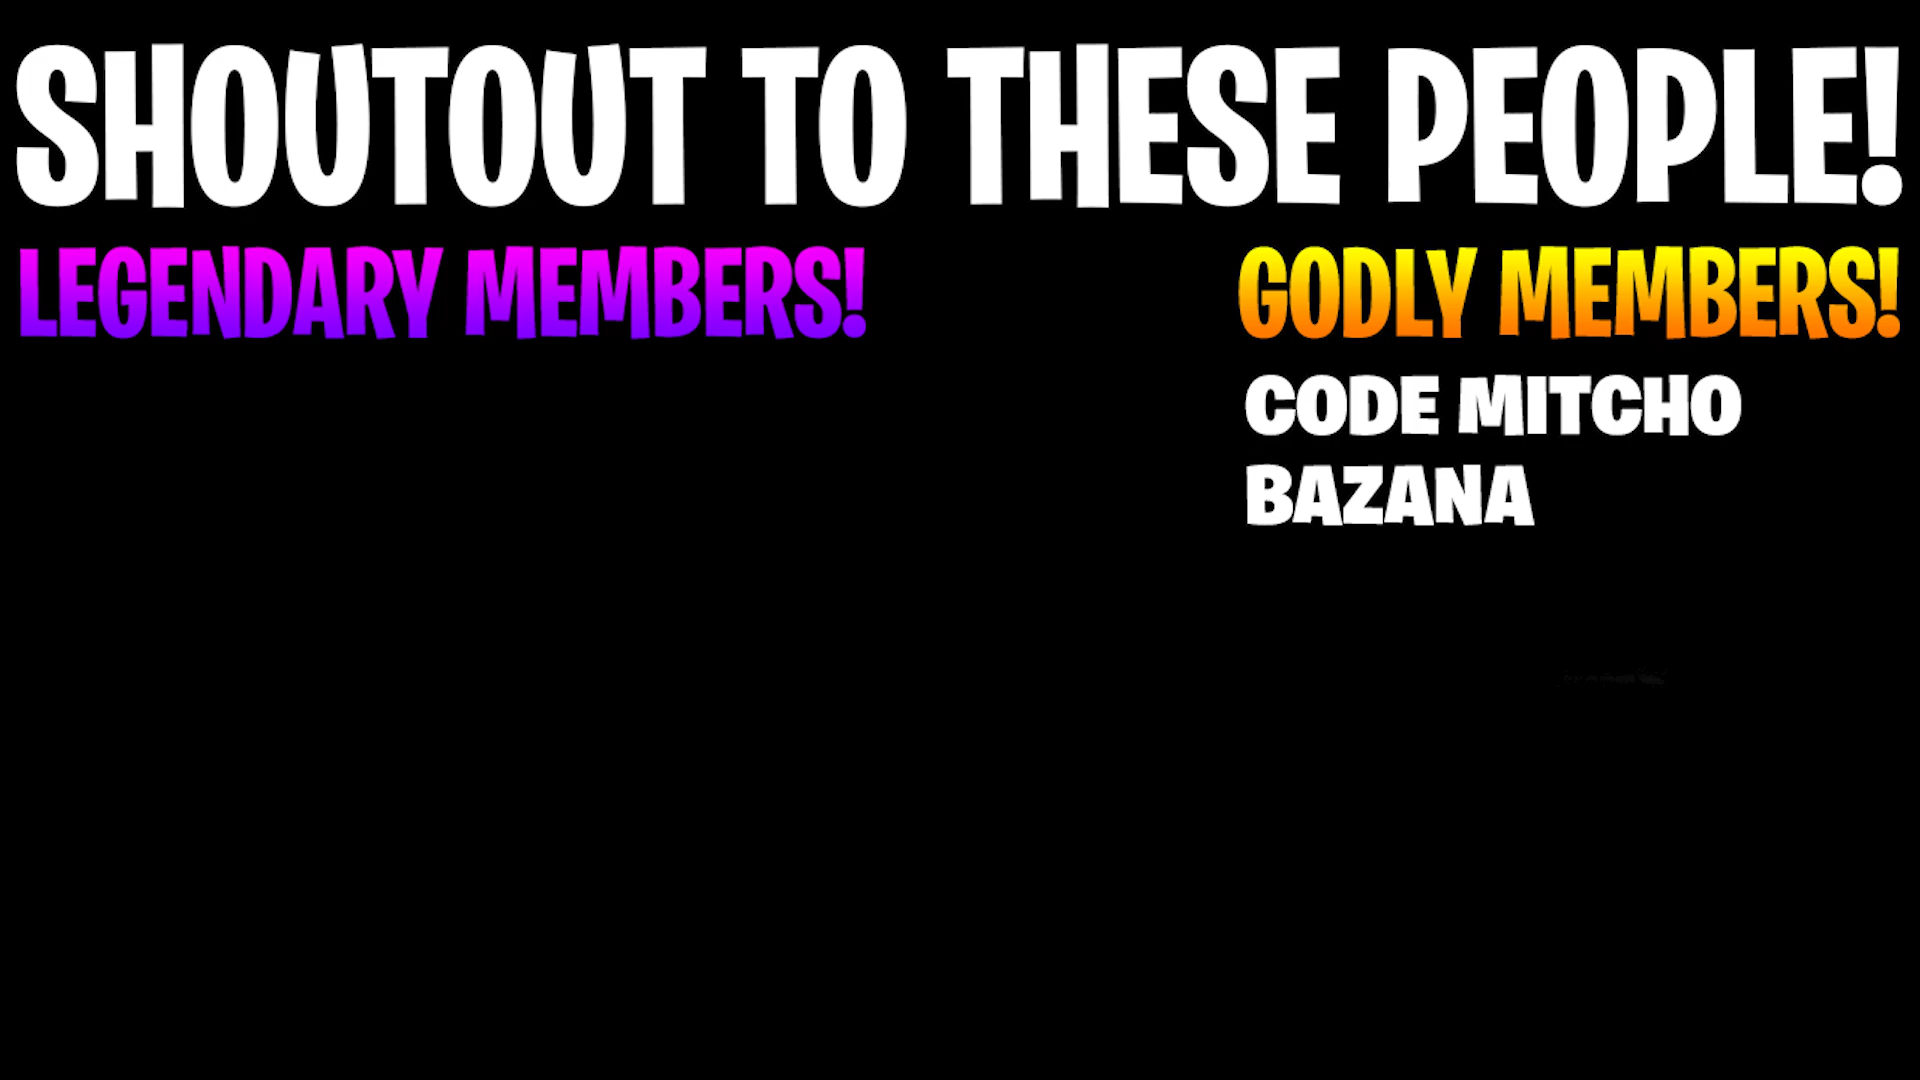 SHOUTOUT TO THESE PEOPLE!
LEGENDARY MEMBERS!
GODLY MEMBERS!
CODE MITCHO
BAZANA